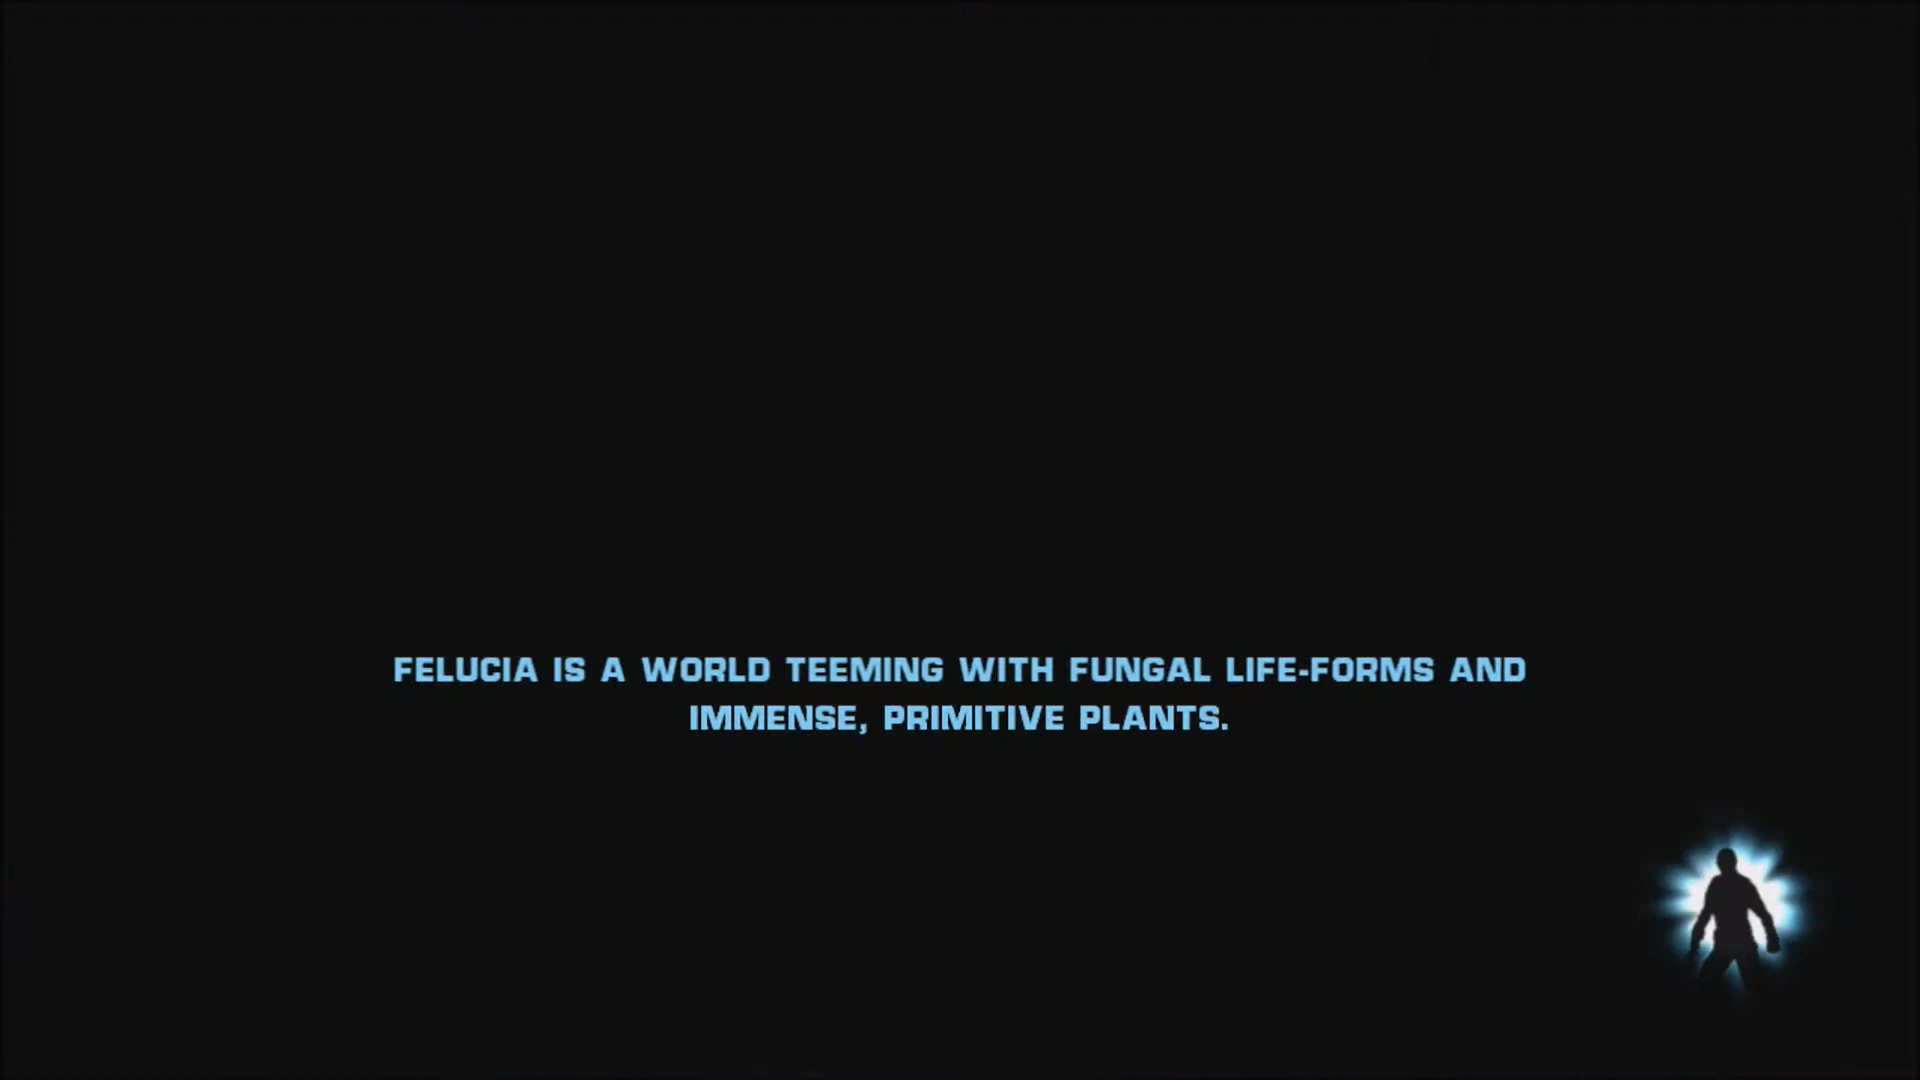 FELUCIA IS A WORLD TEEMING WITH FUNGAL LIFE-FORMS AND
IMMENSE, PRIMITIVE PLANTS.